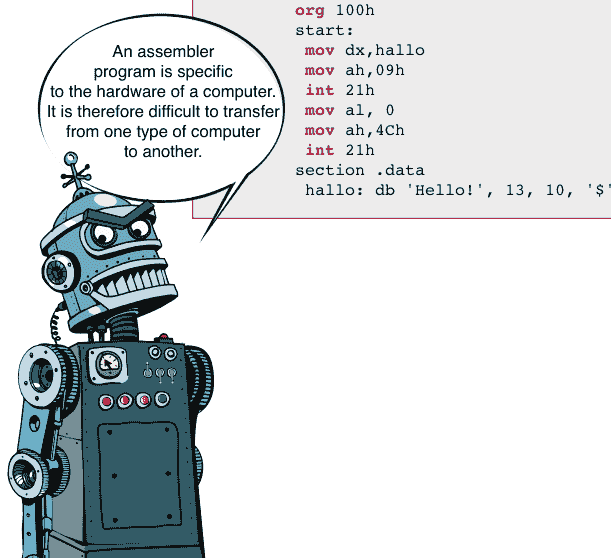 An assembler
program is specific
to the hardware of a computer.
It is therefore difficult to transfer
from one type of computer
to another.
org 100h
start:
mov dx,hallo
mov ah,09h
int 21h
mov al, 0
mov ah,4Ch
int 21h
section .data
hallo: db 'Hello!', 13, 10, '$'